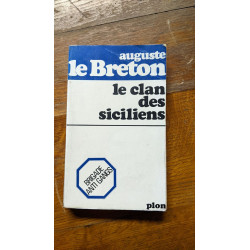 auguste
le Breton
le clan
des
siciliens
BRIGADE
ANTI GANGS
plon